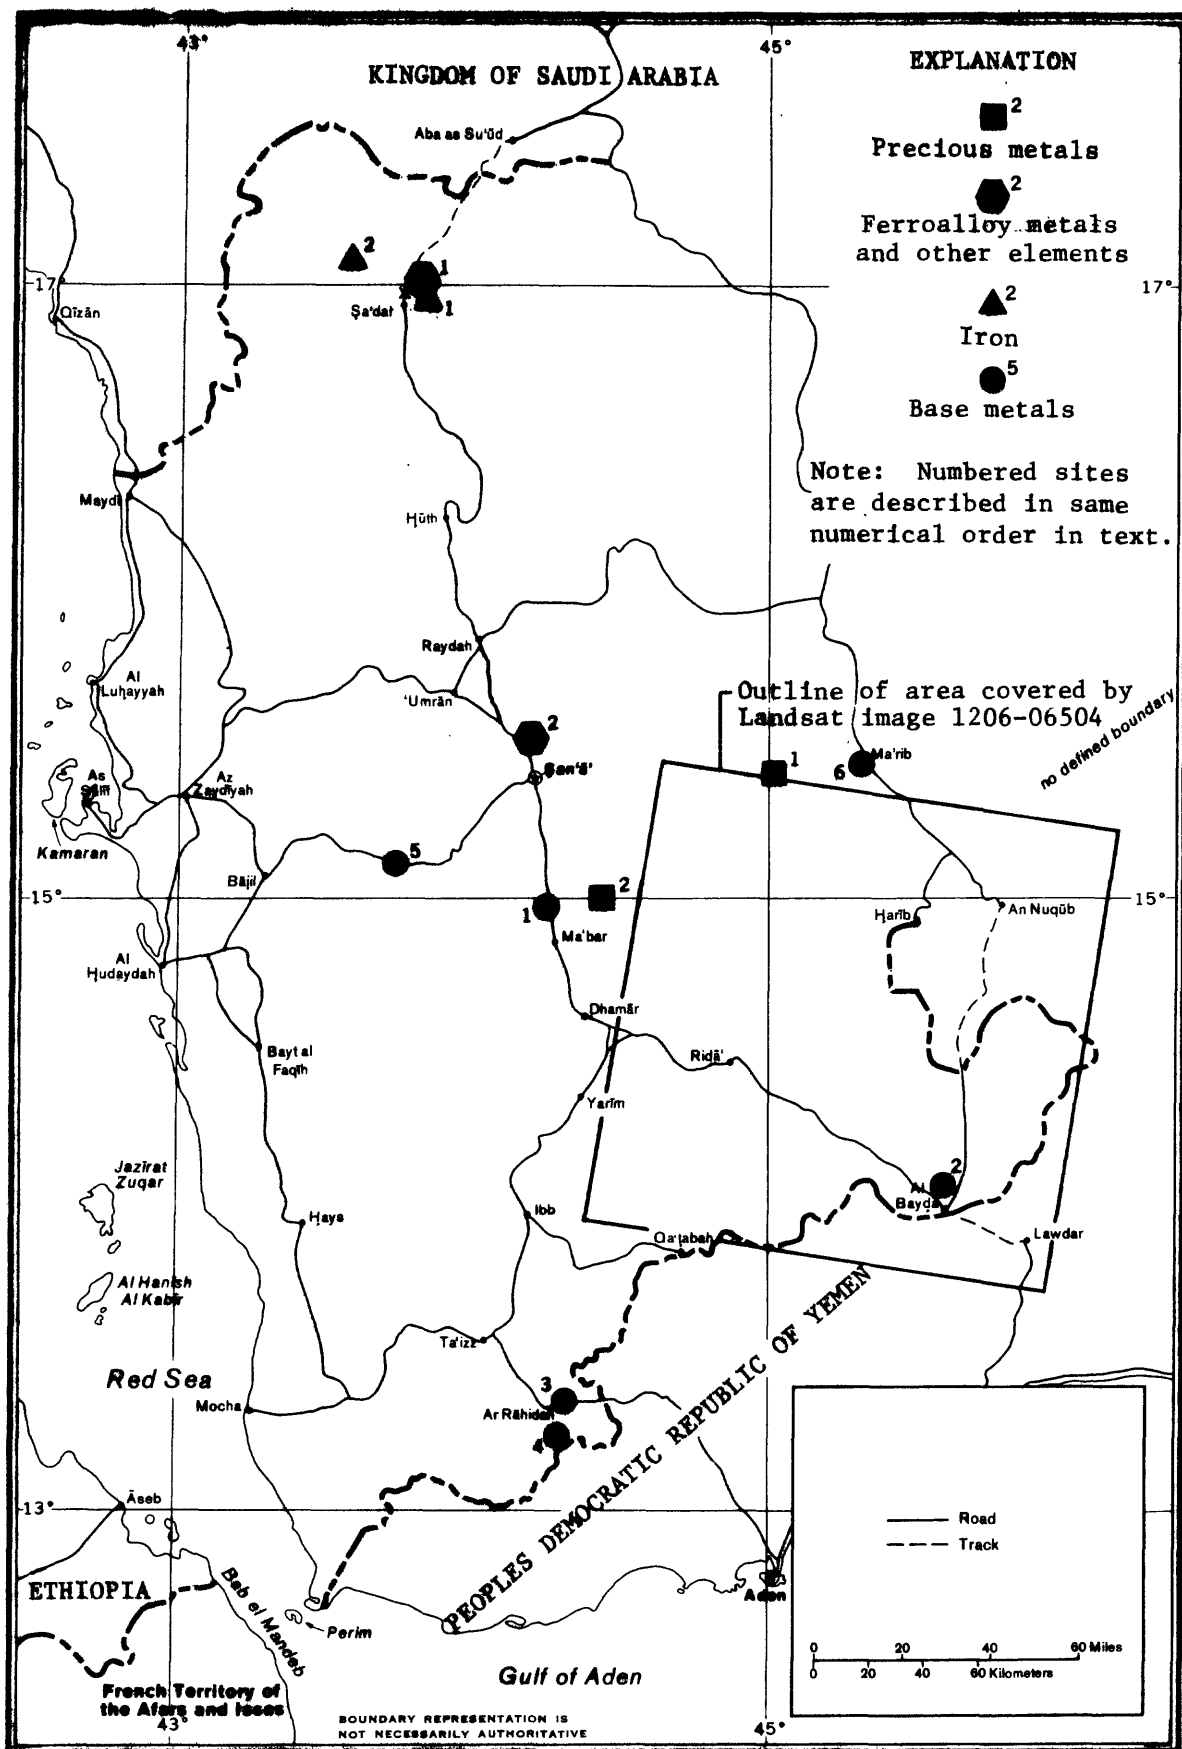 43°
45°
KINGDOM OF SAUDI ARABIA
EXPLANATION
2
Precious metals
2
Ferroalloy metals
and other elements
2
Iron
5
Base metals
Note: Numbered sites
are described in same
numerical order in text.
Aba as Su'ūd
2
1
1
17°
17°
Qīzān
Ṣa'dah
Maydī
Ḥūth
Raydah
'Umrān
Al
Luḥayyah
Outline of area covered by
Landsat image 1206-06504
no defined boundary
2
Ṣan'ā'
1
6
Ma'rib
As
Az
Zaydīyah
Kamaran
5
Bājil
15°
15°
2
1
Ma'bar
Ḥarīb
An Nuqūb
Al
Ḥudaydah
Dhamār
Bayt al
Faqīh
Ridā'
Yarīm
Jazīrat
Zuqar
2
Al
Bayḍa
Ḥays
Ibb
Qa'ṭabah
Lawdar
Al Hanish
Al Kabīr
Ta'izz
PEOPLES DEMOCRATIC REPUBLIC OF YEMEN
Red Sea
Mocha
3
Ar Rāhidah
4
13°
Āseb
Road
Track
ETHIOPIA
Bab el Mandeb
Perim
Aden
0 20 40 60 Miles
0 20 40 60 Kilometers
Gulf of Aden
French Territory of
the Afars and Issas
43°
BOUNDARY REPRESENTATION IS
NOT NECESSARILY AUTHORITATIVE
45°